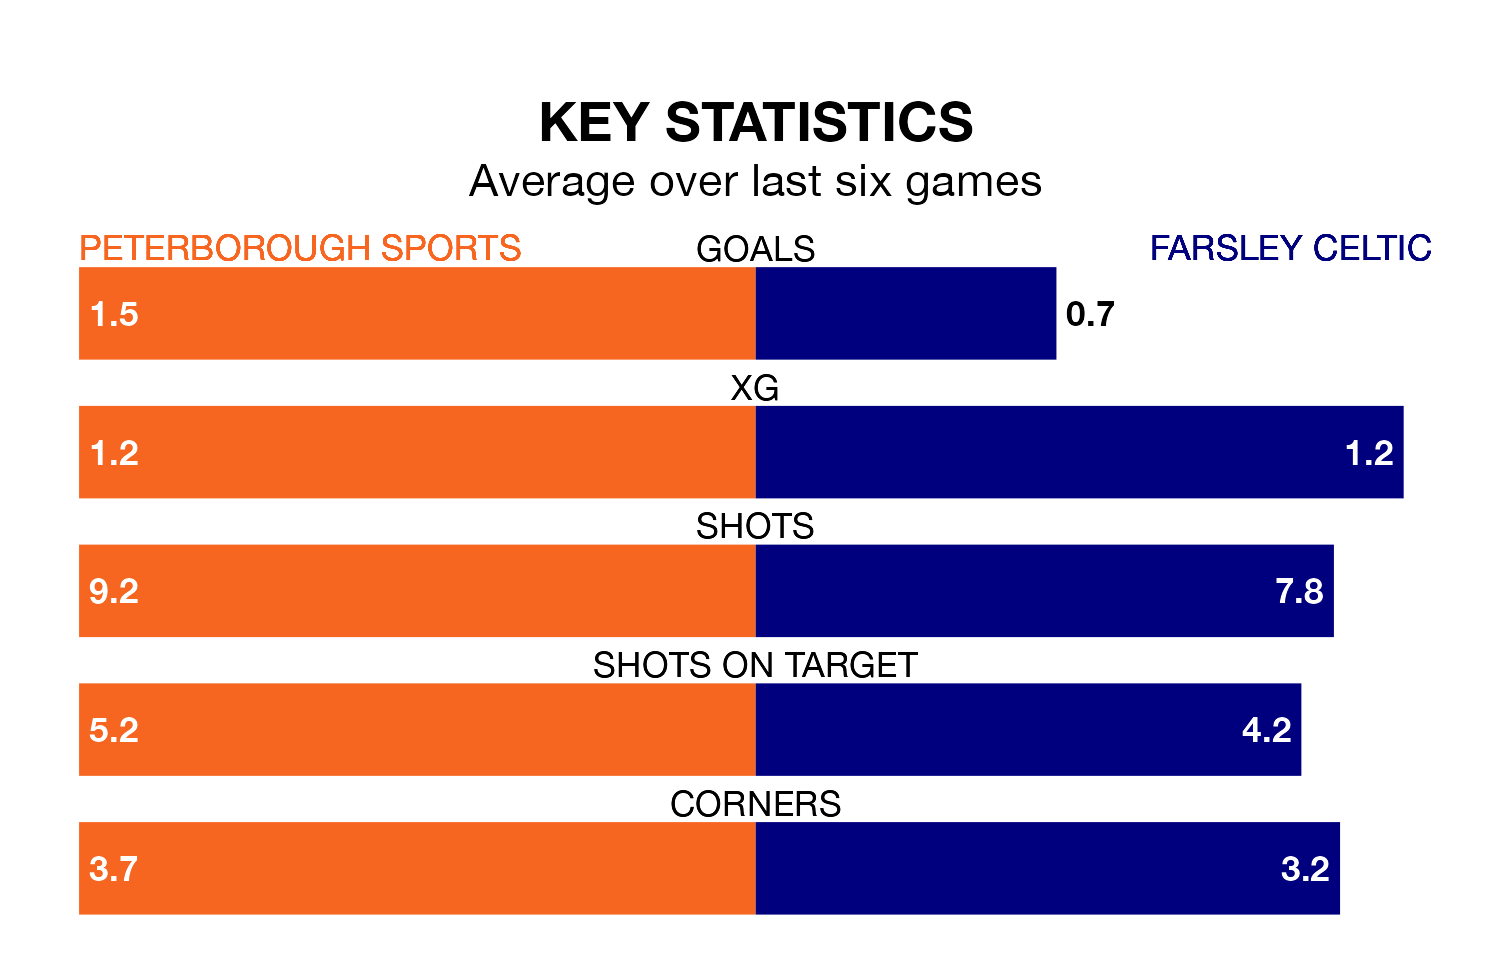 KEY STATISTICS
Average over last six games
PETERBOROUGH SPORTS GOALS FARSLEY CELTIC
1.5 0.7
XG
1.2 1.2
SHOTS
9.2 7.8
SHOTS ON TARGET
5.2 4.2
CORNERS
3.7 3.2